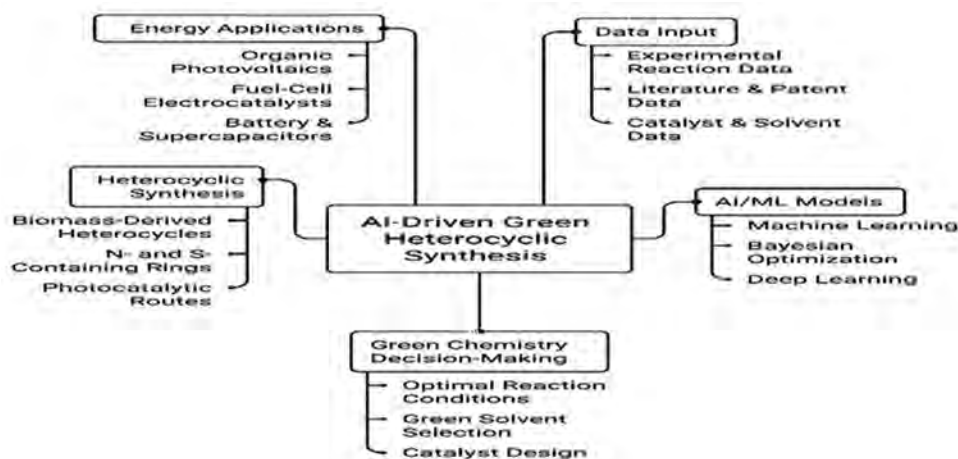 Energy Applications
Organic
Photovoltaics
Fuel-Cell
Electrocatalysts
Battery &
Supercapacitors
Data Input
Experimental
Reaction Data
Literature & Patent
Data
Catalyst & Solvent
Data
Heterocyclic
Synthesis
Biomass-Derived
Heterocycles
N- and S-
Containing Rings
Photocatalytic
Routes
AI-Driven Green
Heterocyclic
Synthesis
AI/ML Models
Machine Learning
Bayesian
Optimization
Deep Learning
Green Chemistry
Decision-Making
Optimal Reaction
Conditions
Green Solvent
Selection
Catalyst Design